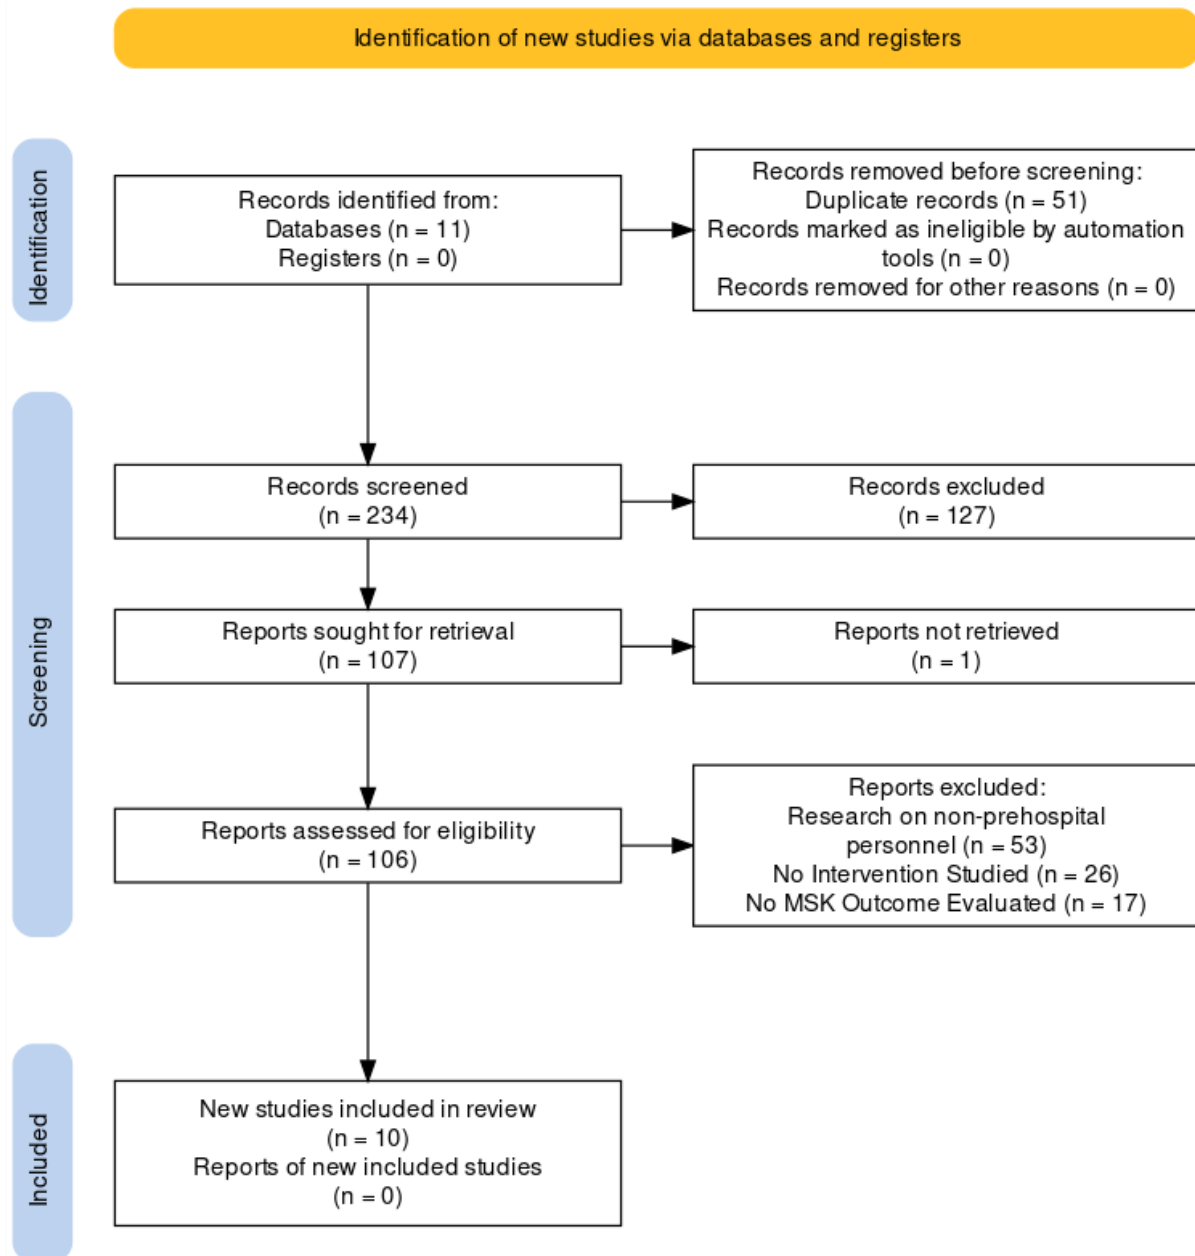 Identification of new studies via databases and registers
Identification
Records identified from:
Databases (n = 11)
Registers (n = 0)
Records removed before screening:
Duplicate records (n = 51)
Records marked as ineligible by automation
tools (n = 0)
Records removed for other reasons (n = 0)
Screening
Records screened
(n = 234)
Records excluded
(n = 127)
Reports sought for retrieval
(n = 107)
Reports not retrieved
(n = 1)
Reports assessed for eligibility
(n = 106)
Reports excluded:
Research on non-prehospital
personnel (n = 53)
No Intervention Studied (n = 26)
No MSK Outcome Evaluated (n = 17)
Included
New studies included in review
(n = 10)
Reports of new included studies
(n = 0)